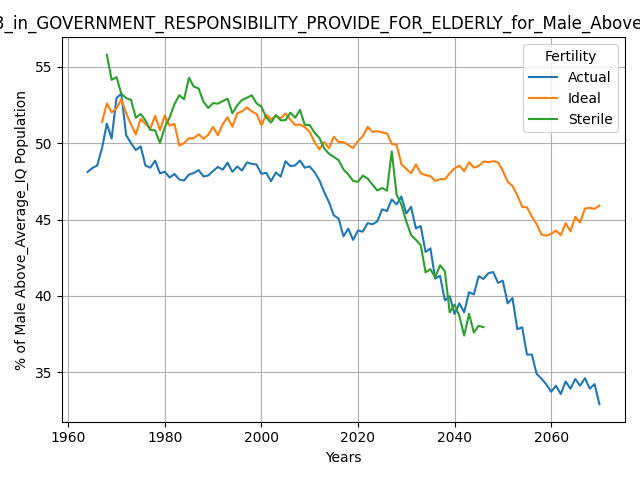 3_in_GOVERNMENT_RESPONSIBILITY_PROVIDE_FOR_ELDERLY_for_Male_Above
Fertility
Actual
Ideal
Sterile
% of Male Above_Average_IQ Population
55
50
45
40
35
1960 1980 2000 2020 2040 2060
Years